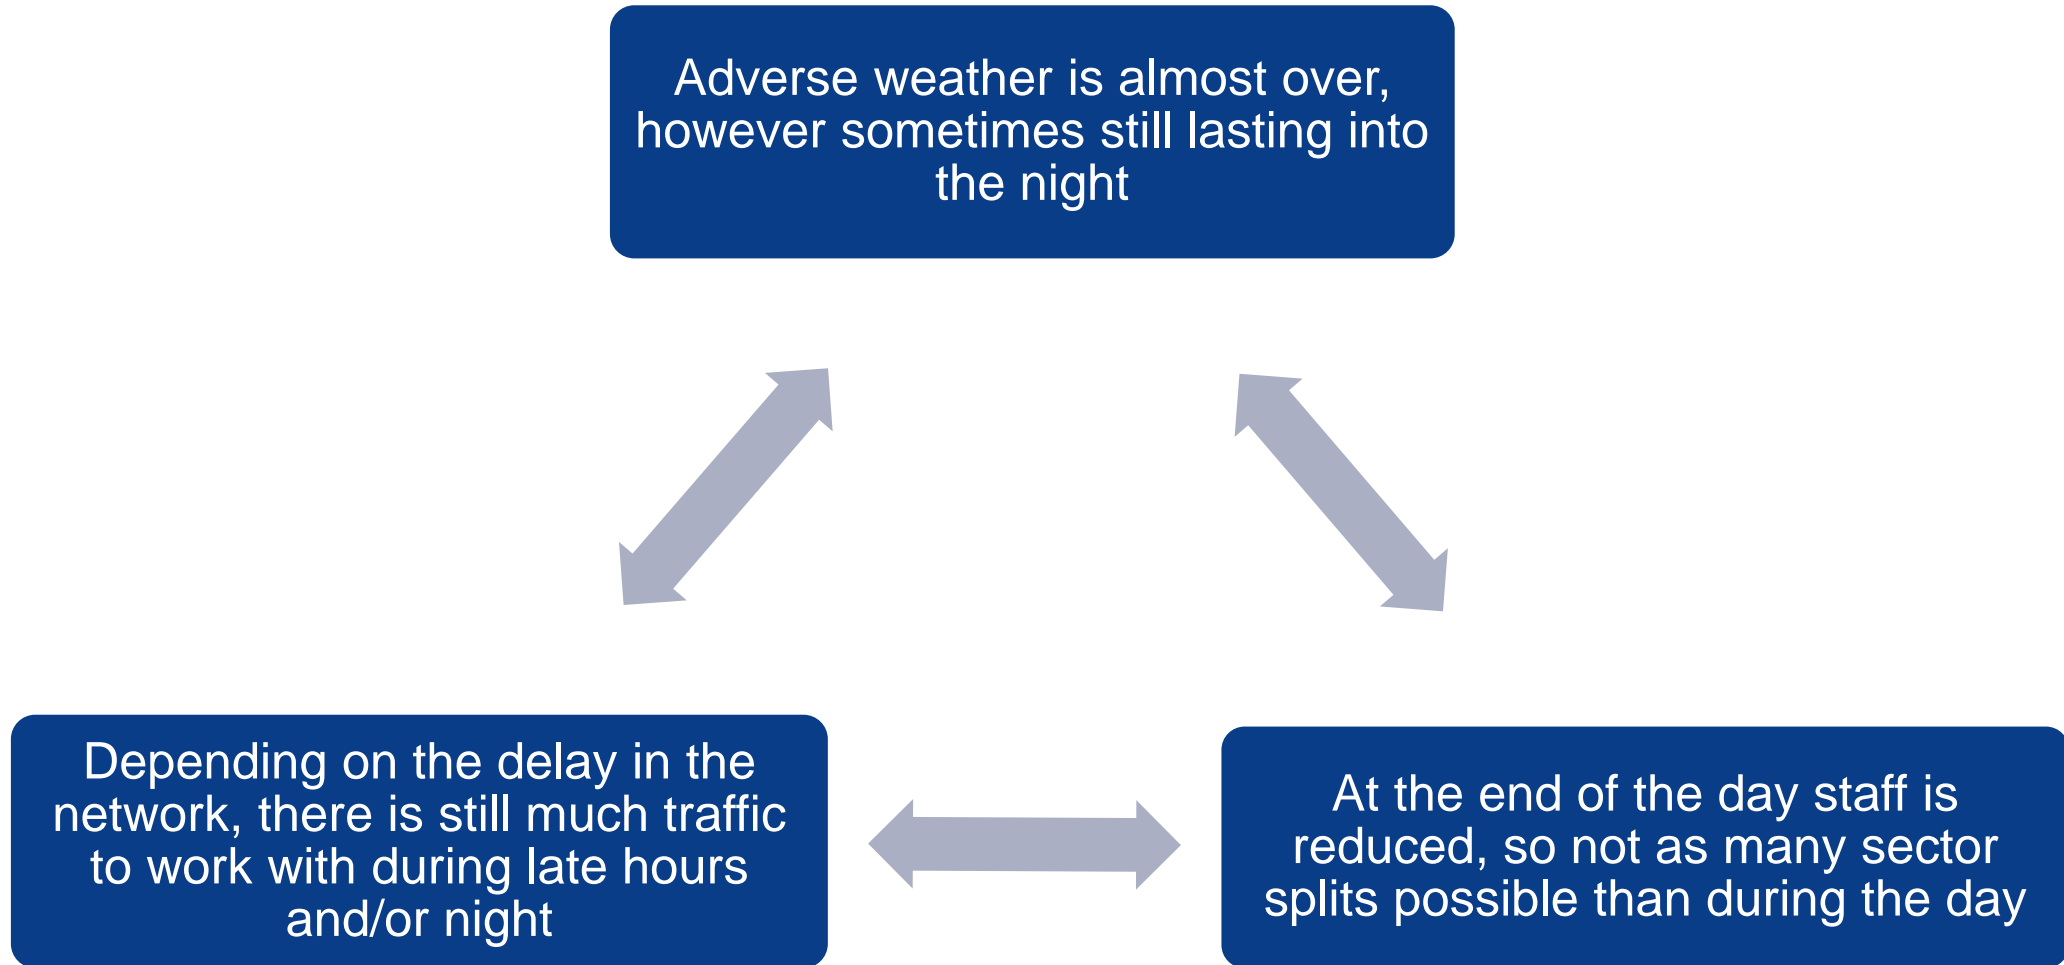 Adverse weather is almost over,
however sometimes still lasting into
the night
Depending on the delay in the
network, there is still much traffic
to work with during late hours
and/or night
At the end of the day staff is
reduced, so not as many sector
splits possible than during the day